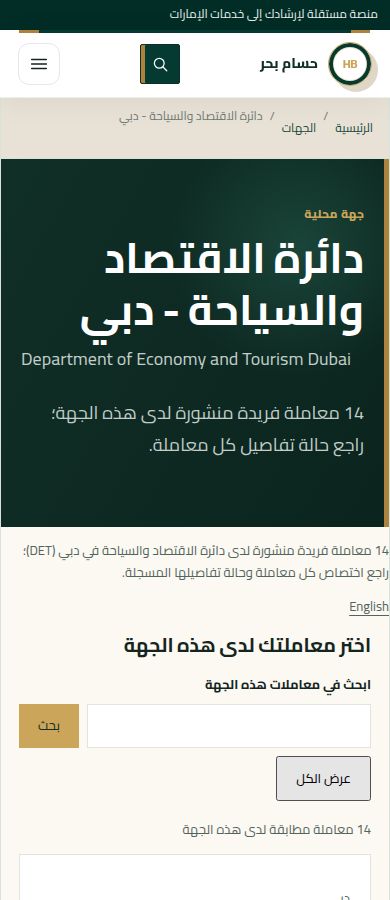 منصة مستقلة لإرشادك إلى خدمات الإمارات
HB
حسام بحر
الرئيسية / الجهات / دائرة الاقتصاد والسياحة - دبي
جهة محلية
دائرة الاقتصاد
والسياحة - دبي
Department of Economy and Tourism Dubai
14 معاملة فريدة منشورة لدى هذه الجهة؛
راجع حالة تفاصيل كل معاملة.
14 معاملة فريدة منشورة لدى دائرة الاقتصاد والسياحة في دبي (DET)؛
راجع اختصاص كل معاملة وحالة تفاصيلها المسجلة.
English
اختر معاملتك لدى هذه الجهة
ابحث في معاملات هذه الجهة
بحث
عرض الكل
14 معاملة مطابقة لدى هذه الجهة